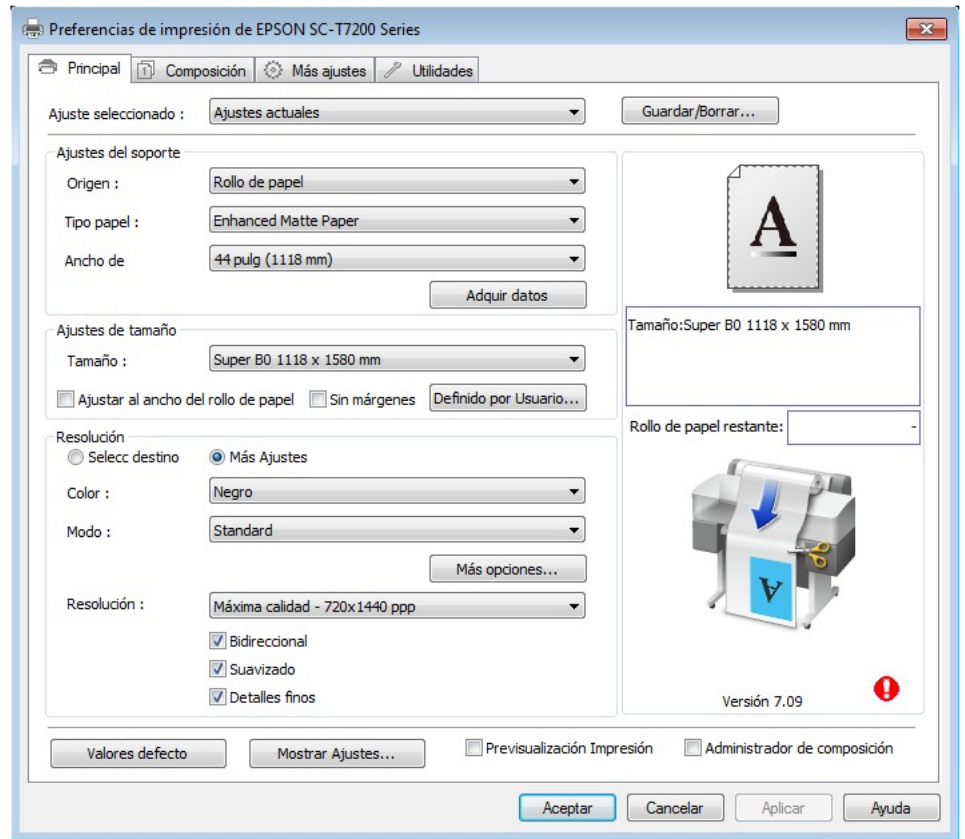 Preferencias de impresión de EPSON SC-T7200 Series
Principal Composición Más ajustes Utilidades
Ajuste seleccionado : Ajustes actuales Guardar/Borrar...
Ajustes del soporte
Origen : Rollo de papel
Tipo papel : Enhanced Matte Paper
Ancho de 44 pulg (1118 mm)
Adquir datos
Ajustes de tamaño
Tamaño : Super B0 1118 x 1580 mm
Ajustar al ancho del rollo de papel Sin márgenes Definido por Usuario...
Resolución
Selecc destino Más Ajustes
Color : Negro
Modo : Standard
Más opciones...
Resolución : Máxima calidad - 720x1440 ppp
Bidireccional
Suavizado
Detalles finos
A
Tamaño:Super B0 1118 x 1580 mm
Rollo de papel restante: -
A
Versión 7.09
Valores defecto Mostrar Ajustes... Previsualización Impresión Administrador de composición
Aceptar Cancelar Aplicar Ayuda